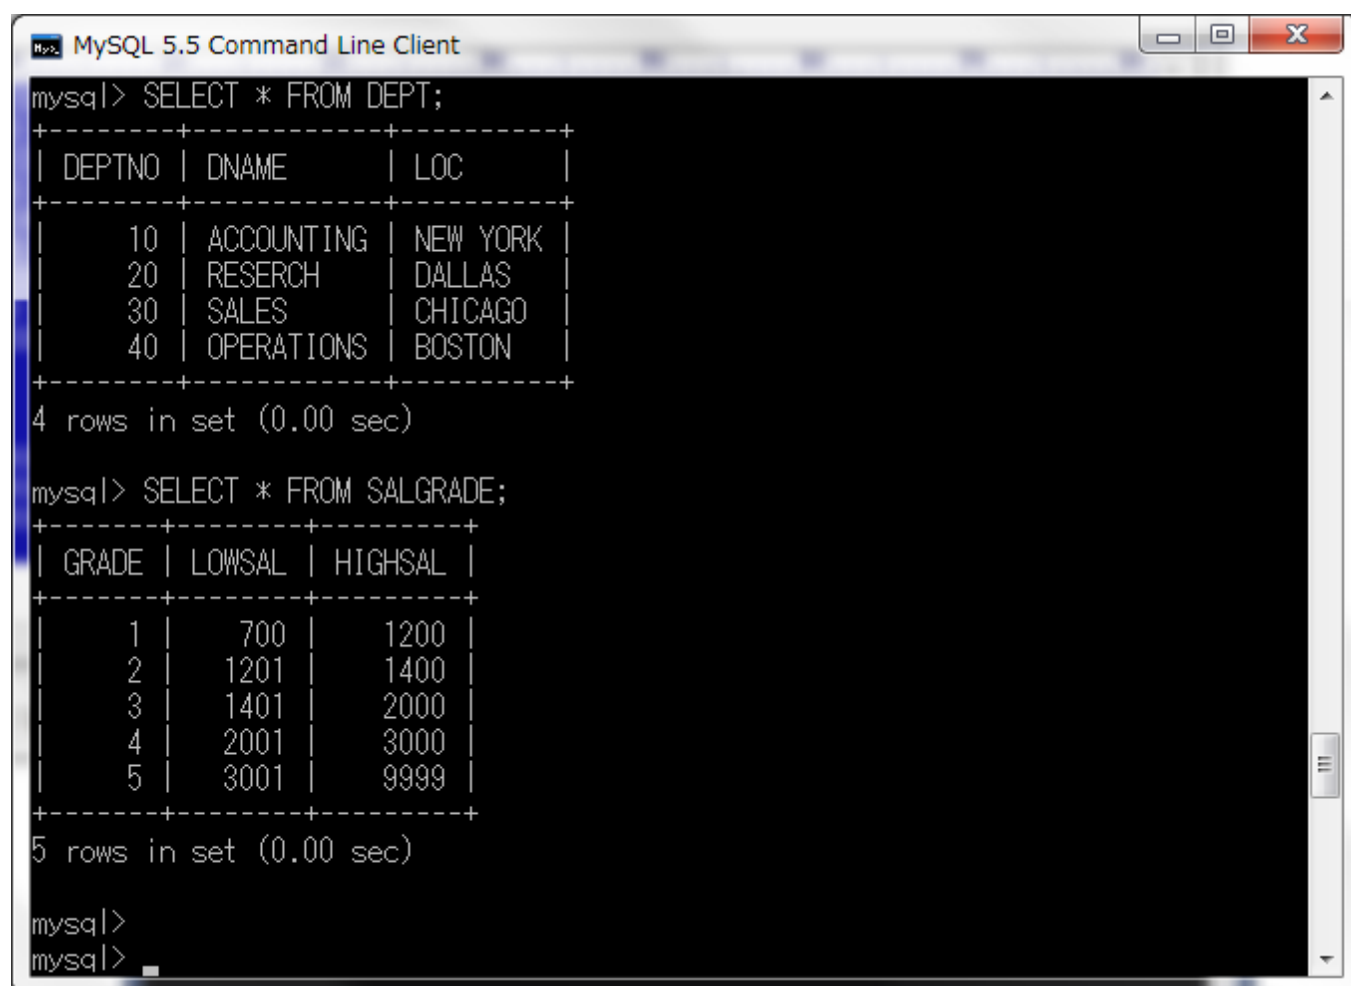 MySQL 5.5 Command Line Client
mysql> SELECT * FROM DEPT;
+--------+------------+----------+
| DEPTNO | DNAME      | LOC      |
+--------+------------+----------+
|     10 | ACCOUNTING | NEW YORK |
|     20 | RESERCH    | DALLAS   |
|     30 | SALES      | CHICAGO  |
|     40 | OPERATIONS | BOSTON   |
+--------+------------+----------+
4 rows in set (0.00 sec)
mysql> SELECT * FROM SALGRADE;
+-------+--------+---------+
| GRADE | LOWSAL | HIGHSAL |
+-------+--------+---------+
|     1 |    700 |    1200 |
|     2 |   1201 |    1400 |
|     3 |   1401 |    2000 |
|     4 |   2001 |    3000 |
|     5 |   3001 |    9999 |
+-------+--------+---------+
5 rows in set (0.00 sec)
mysql>
mysql> _